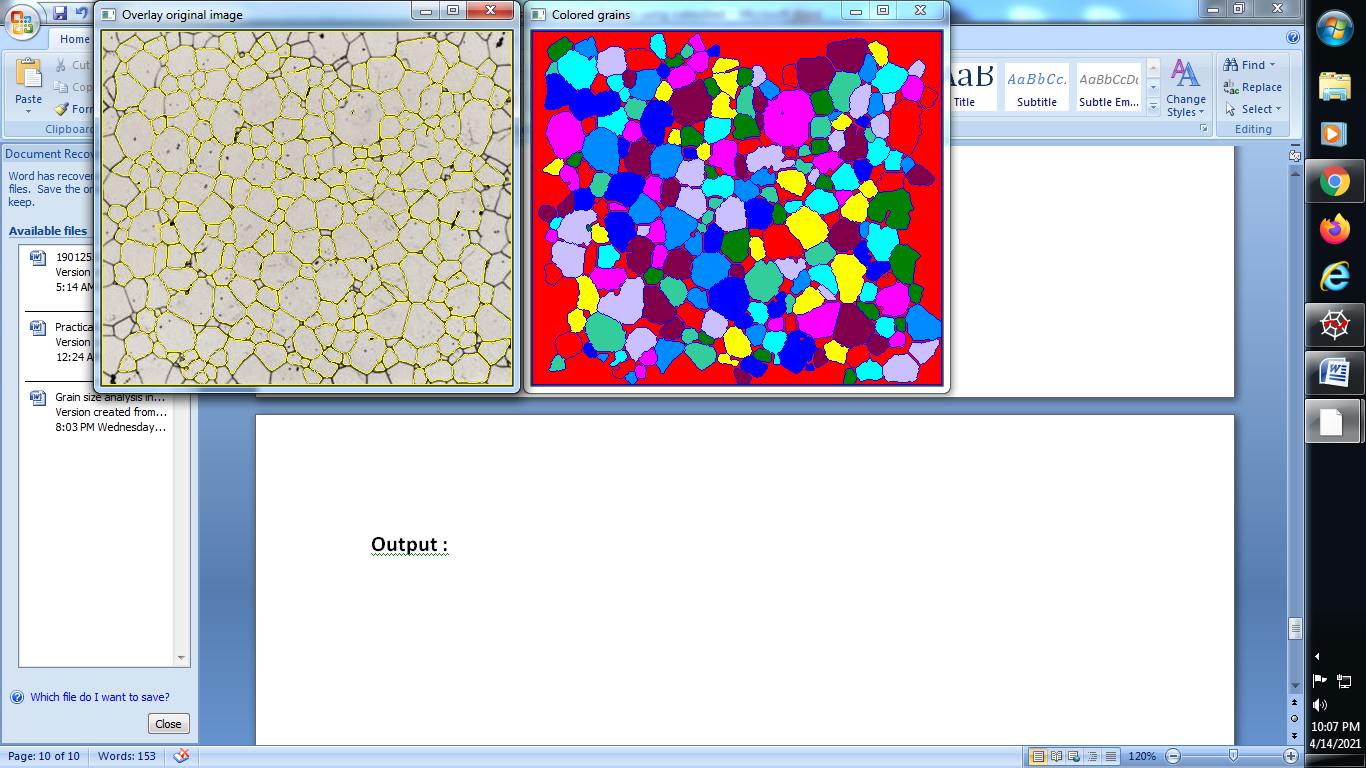 Overlay original image
Colored grains
Home
Paste
Cut
Clipboard
Title
AaBbCc.
Subtitle
AaBbCcDc
Subtle Em...
Change
Styles
Find
Replace
Select
Editing
Document Recov
Word has recover
files. Save the on
keep.
Available files
190125
Version
5:14 AM
Practica
Version
12:24 A
Grain size analysis in...
Version created from...
8:03 PM Wednesday...
Which file do I want to save?
Close
Output :
Page: 10 of 10
Words: 153
120%
10:07 PM
4/14/2021